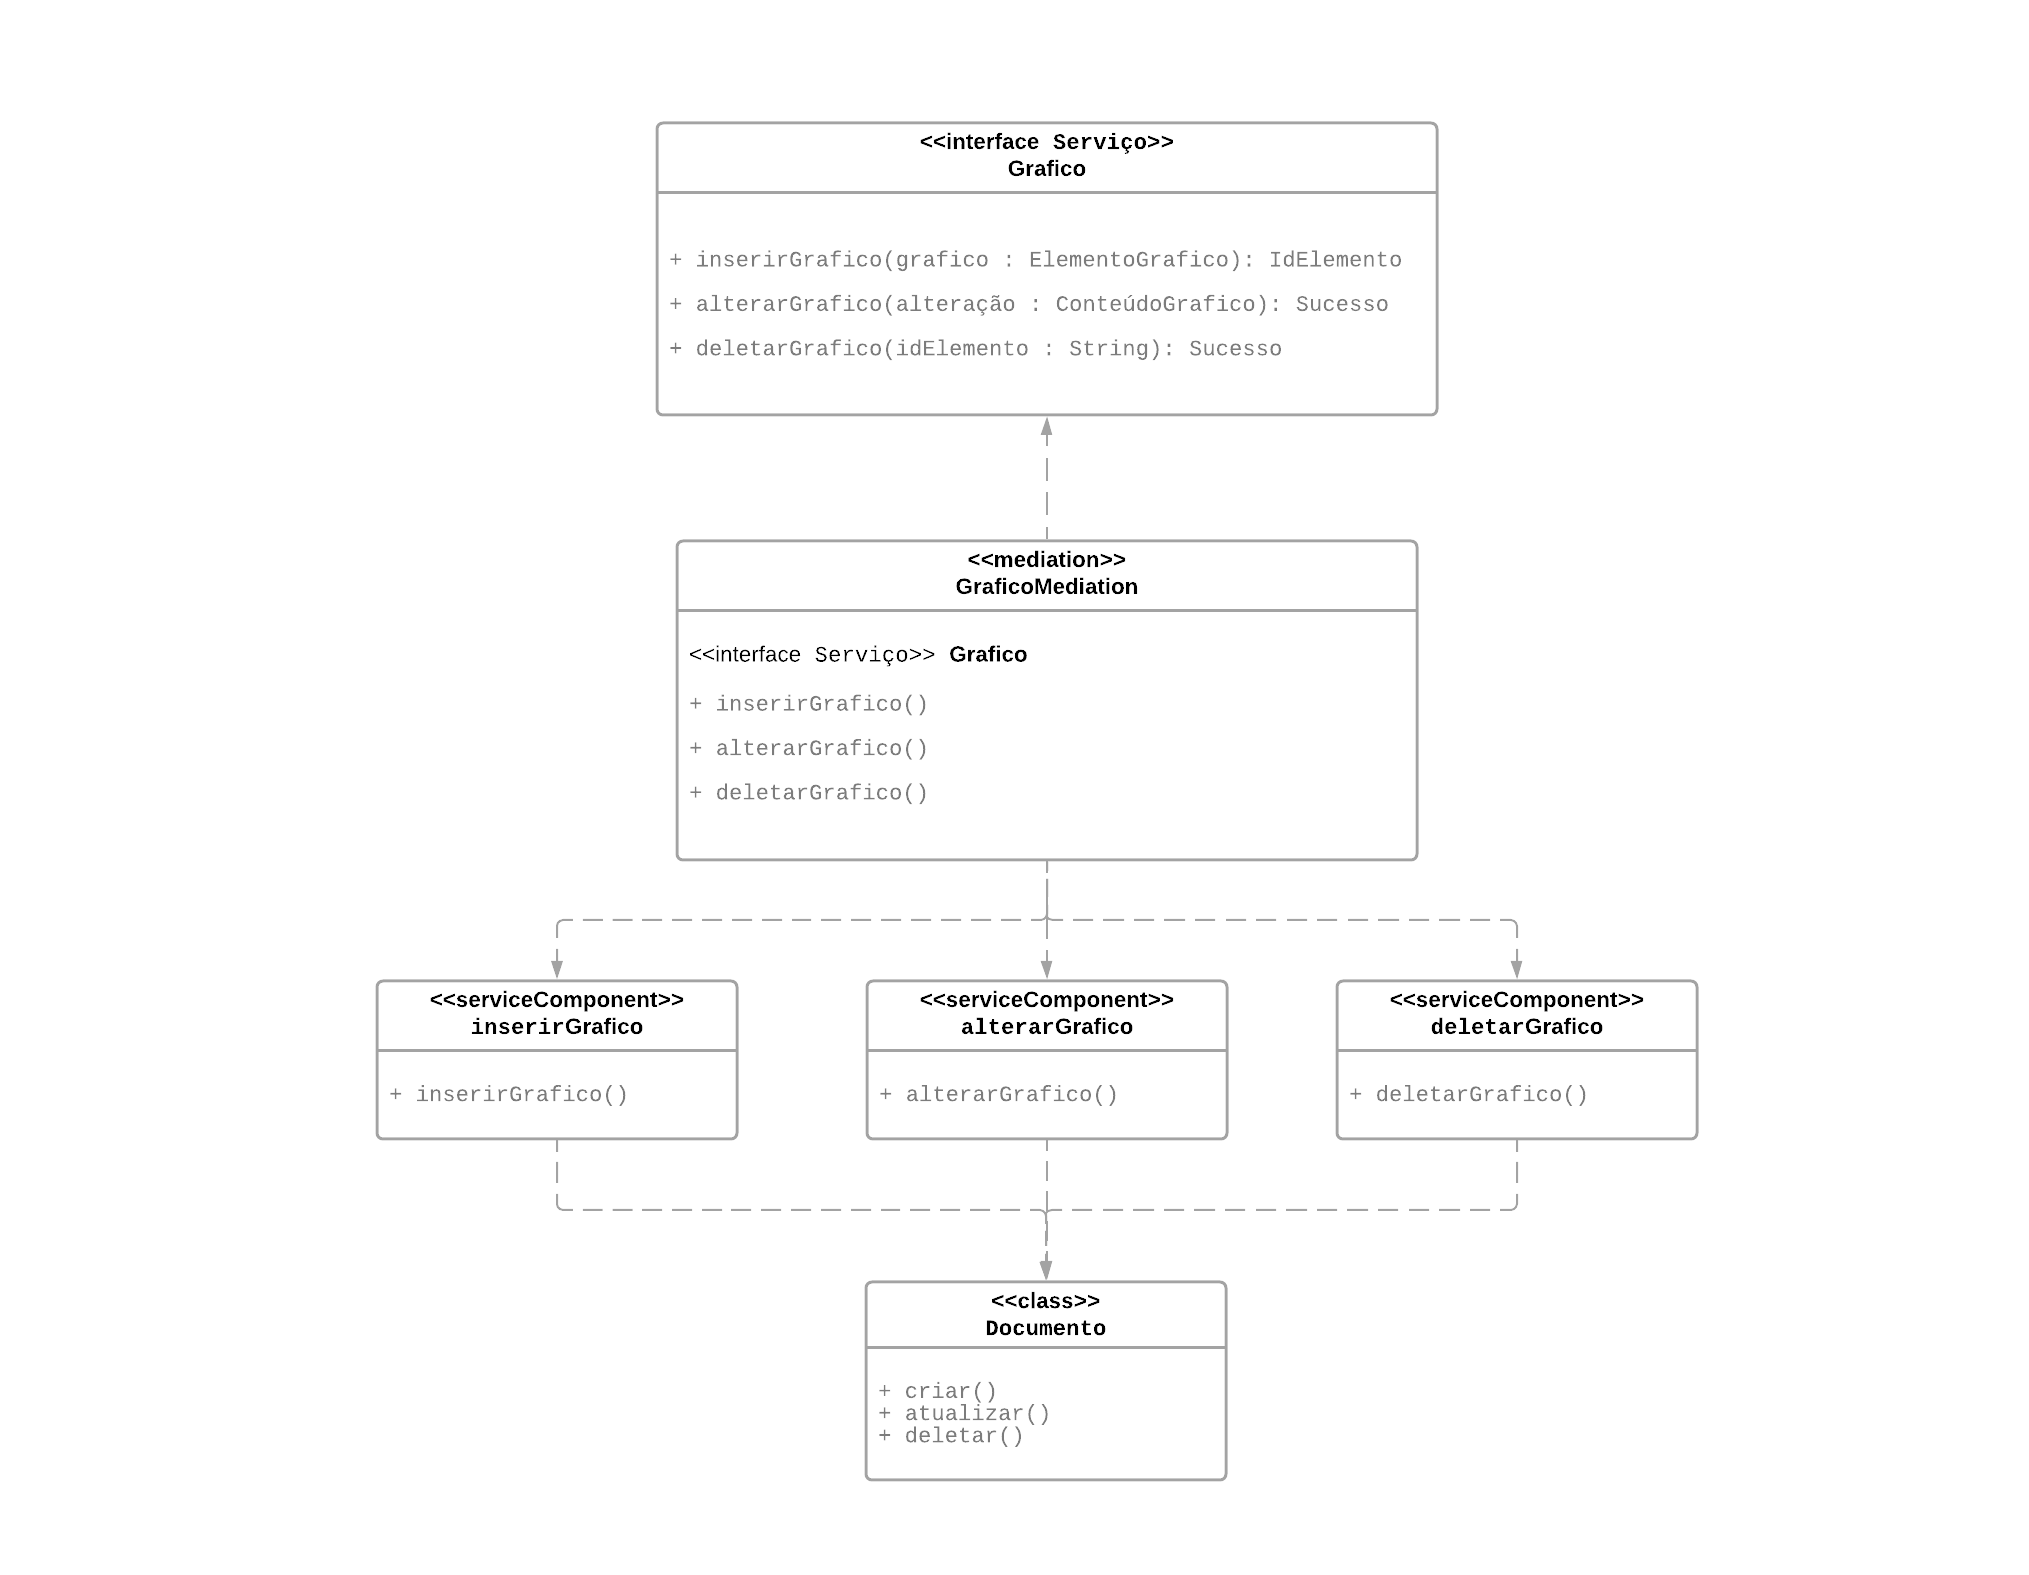 <<interface Serviço>>
Grafico
+ inserirGrafico(grafico : ElementoGrafico): IdElemento
+ alterarGrafico(alteração : ConteúdoGrafico): Sucesso
+ deletarGrafico(idElemento : String): Sucesso
<<mediation>>
GraficoMediation
<<interface Serviço>> Grafico
+ inserirGrafico()
+ alterarGrafico()
+ deletarGrafico()
<<serviceComponent>>
inserirGrafico
+ inserirGrafico()
<<serviceComponent>>
alterarGrafico
+ alterarGrafico()
<<serviceComponent>>
deletarGrafico
+ deletarGrafico()
<<class>>
Documento
+ criar()
+ atualizar()
+ deletar()